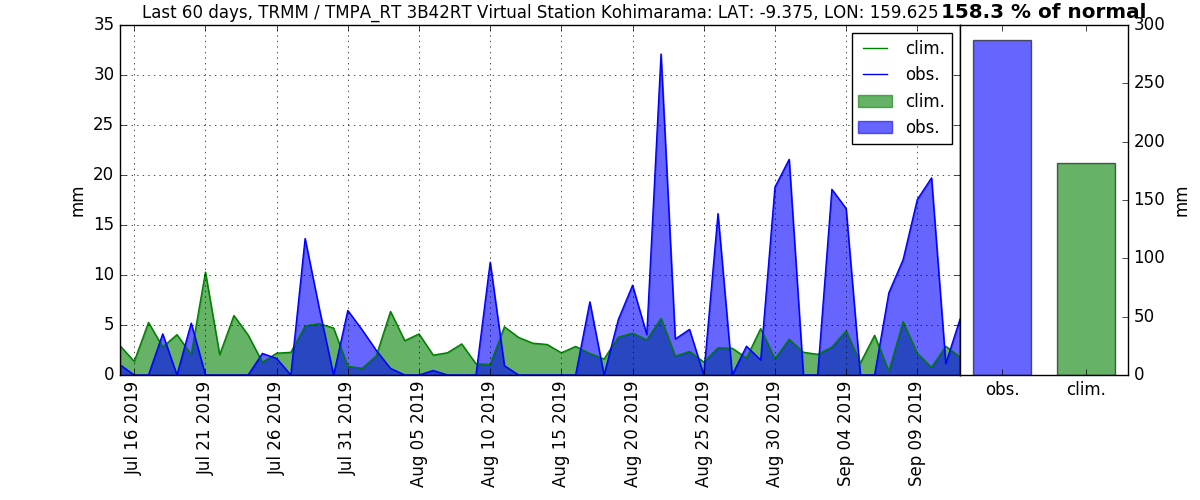 Last 60 days, TRMM / TMPA_RT 3B42RT Virtual Station Kohimarama: LAT: -9.375, LON: 159.625
158.3 % of normal
35
30
25
20
15
10
5
0
mm
clim.
obs.
clim.
obs.
300
250
200
150
100
50
0
mm
obs.
clim.
Jul 16 2019
Jul 21 2019
Jul 26 2019
Jul 31 2019
Aug 05 2019
Aug 10 2019
Aug 15 2019
Aug 20 2019
Aug 25 2019
Aug 30 2019
Sep 04 2019
Sep 09 2019